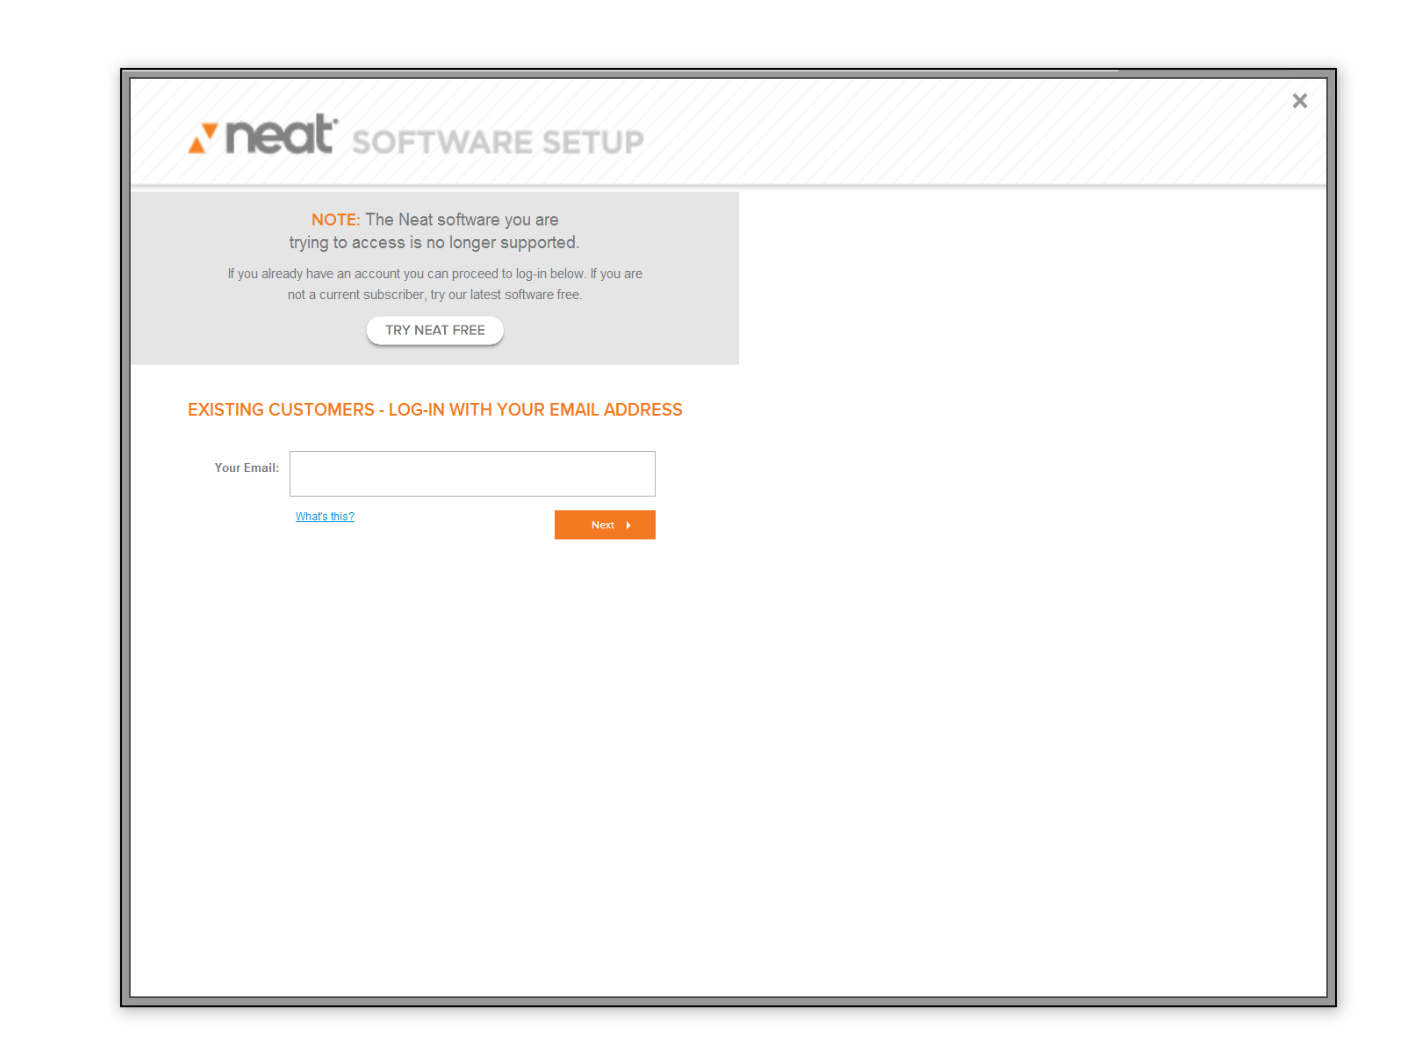 neat SOFTWARE SETUP
NOTE: The Neat software you are
trying to access is no longer supported.
If you already have an account you can proceed to log-in below. If you are
not a current subscriber, try our latest software free.
TRY NEAT FREE
EXISTING CUSTOMERS - LOG-IN WITH YOUR EMAIL ADDRESS
Your Email:
What's this?
Next